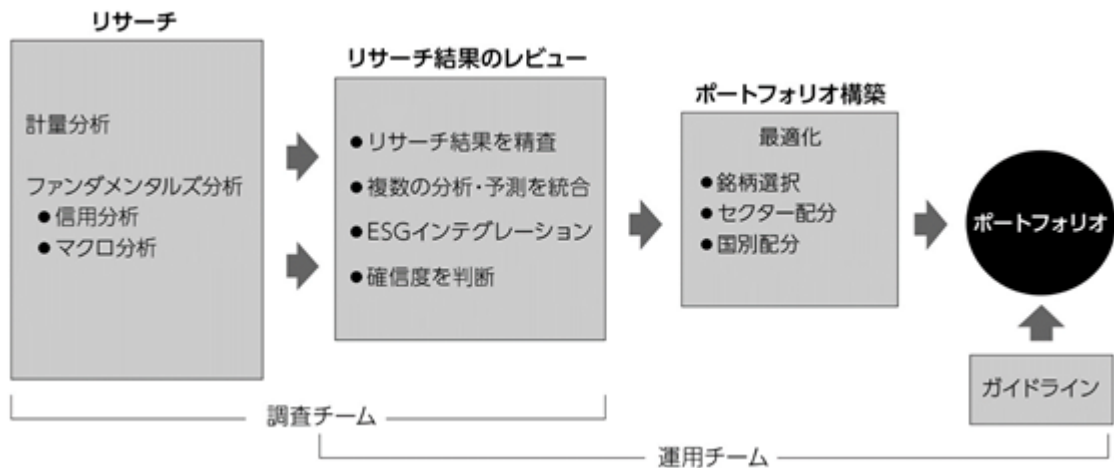 リサーチ
計量分析
ファンダメンタルズ分析
●信用分析
●マクロ分析
リサーチ結果のレビュー
●リサーチ結果を精査
●複数の分析・予測を統合
●ESGインテグレーション
●確信度を判断
ポートフォリオ構築
最適化
●銘柄選択
●セクター配分
●国別配分
ポートフォリオ
ガイドライン
調査チーム
運用チーム